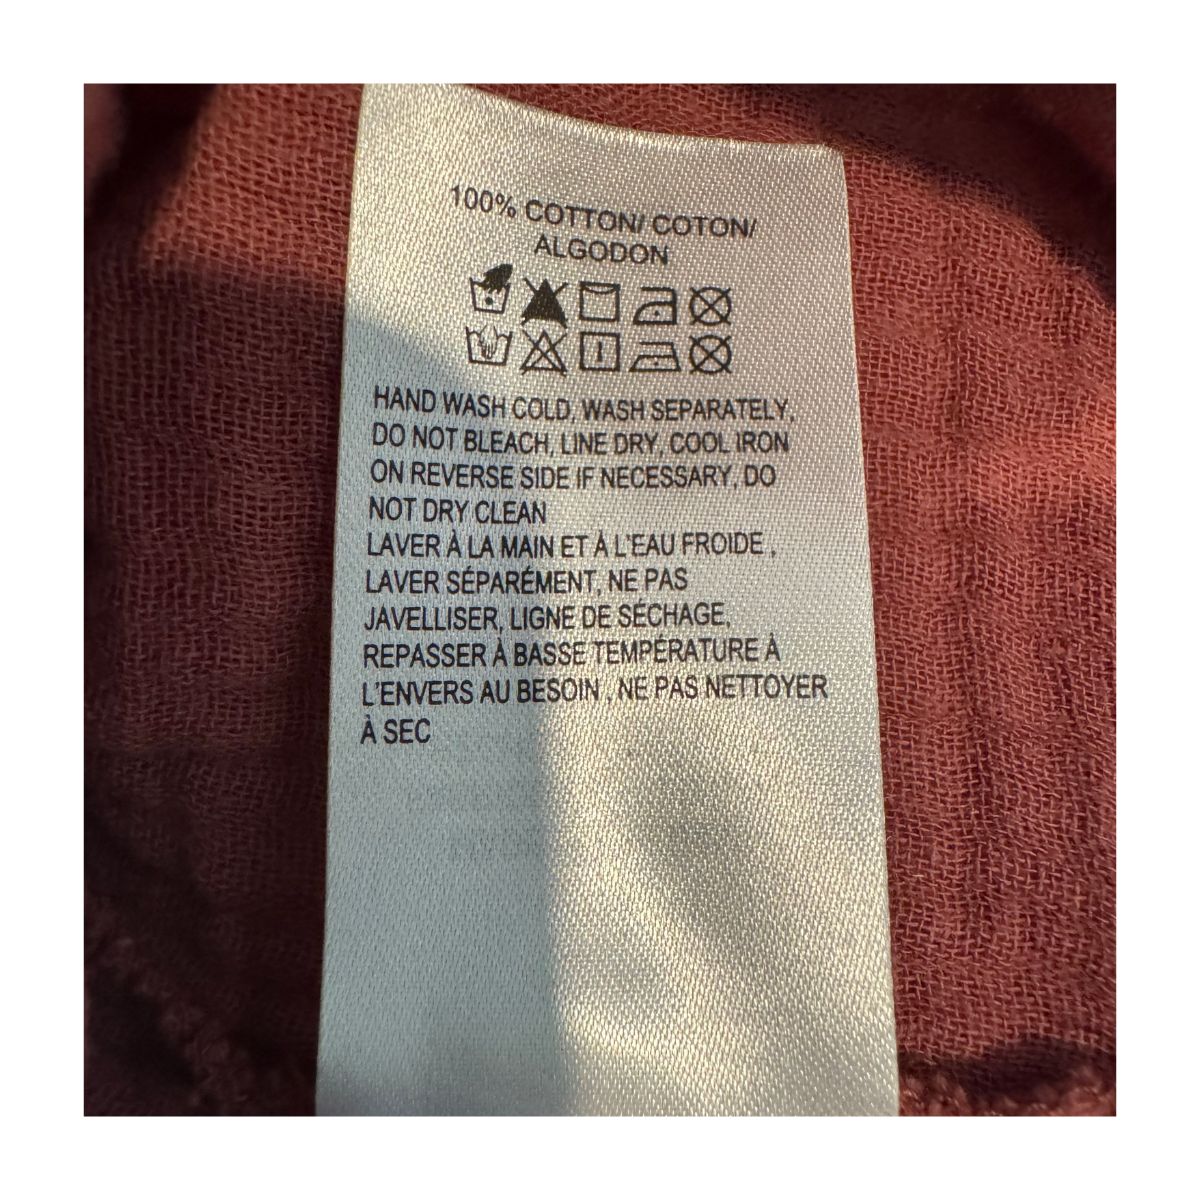 100% COTTON/ COTON/
ALGODON
HAND WASH COLD, WASH SEPARATELY,
DO NOT BLEACH, LINE DRY, COOL IRON
ON REVERSE SIDE IF NECESSARY, DO
NOT DRY CLEAN
LAVER À LA MAIN ET À L'EAU FROIDE ,
LAVER SÉPARÉMENT, NE PAS
JAVELLISER, LIGNE DE SÉCHAGE,
REPASSER À BASSE TEMPÉRATURE À
L'ENVERS AU BESOIN , NE PAS NETTOYER
À SEC